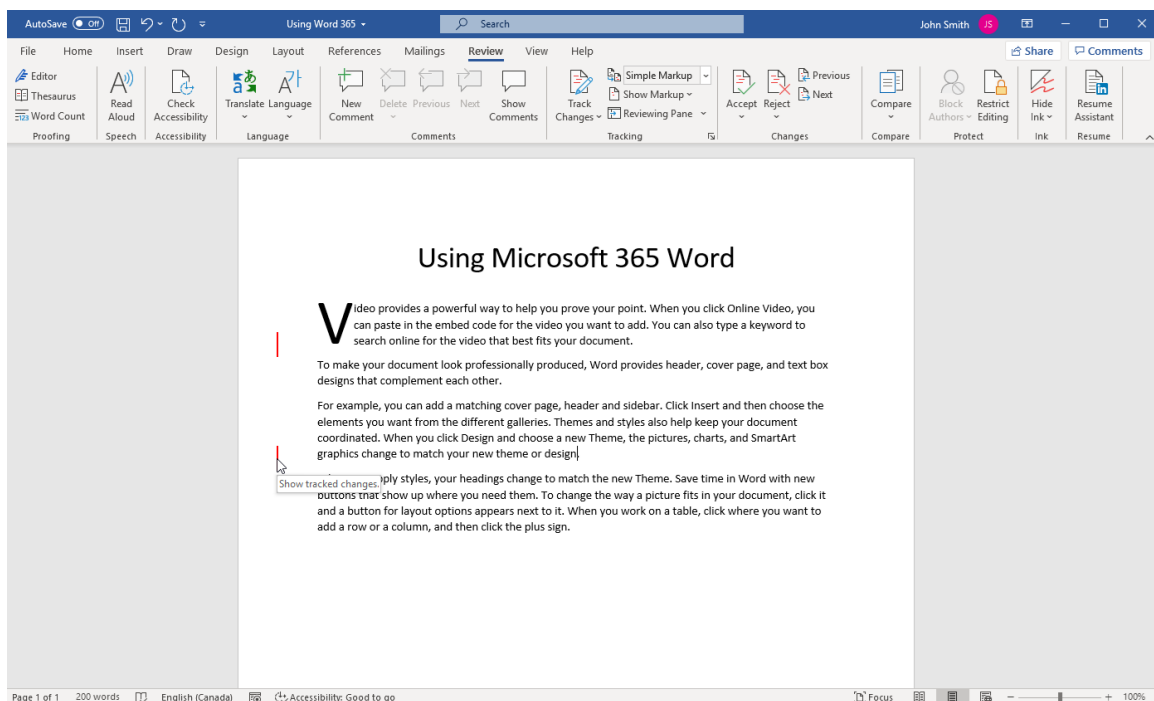 AutoSave Off Using Word 365 Search John Smith JS
File Home Insert Draw Design Layout References Mailings Review View Help Share Comments
Editor
Thesaurus
123 Word Count
Proofing
Read
Aloud
Speech
Check
Accessibility
Accessibility
Translate Language
Language
New
Comment
Delete Previous Next Show
Comments
Comments
Track
Changes
Simple Markup
Show Markup
Reviewing Pane
Tracking
Accept Reject
Previous
Next
Changes
Compare
Compare
Block
Authors
Restrict
Editing
Protect
Hide
Ink
Ink
Resume
Assistant
Resume
Using Microsoft 365 Word
Video provides a powerful way to help you prove your point. When you click Online Video, you
can paste in the embed code for the video you want to add. You can also type a keyword to
search online for the video that best fits your document.
To make your document look professionally produced, Word provides header, cover page, and text box
designs that complement each other.
For example, you can add a matching cover page, header and sidebar. Click Insert and then choose the
elements you want from the different galleries. Themes and styles also help keep your document
coordinated. When you click Design and choose a new Theme, the pictures, charts, and SmartArt
graphics change to match your new theme or design.
styles, your headings change to match the new Theme. Save time in Word with new
Show tracked changes.
buttons that show up where you need them. To change the way a picture fits in your document, click it
and a button for layout options appears next to it. When you work on a table, click where you want to
add a row or a column, and then click the plus sign.
Page 1 of 1 200 words English (Canada) Accessibility: Good to go Focus 100%